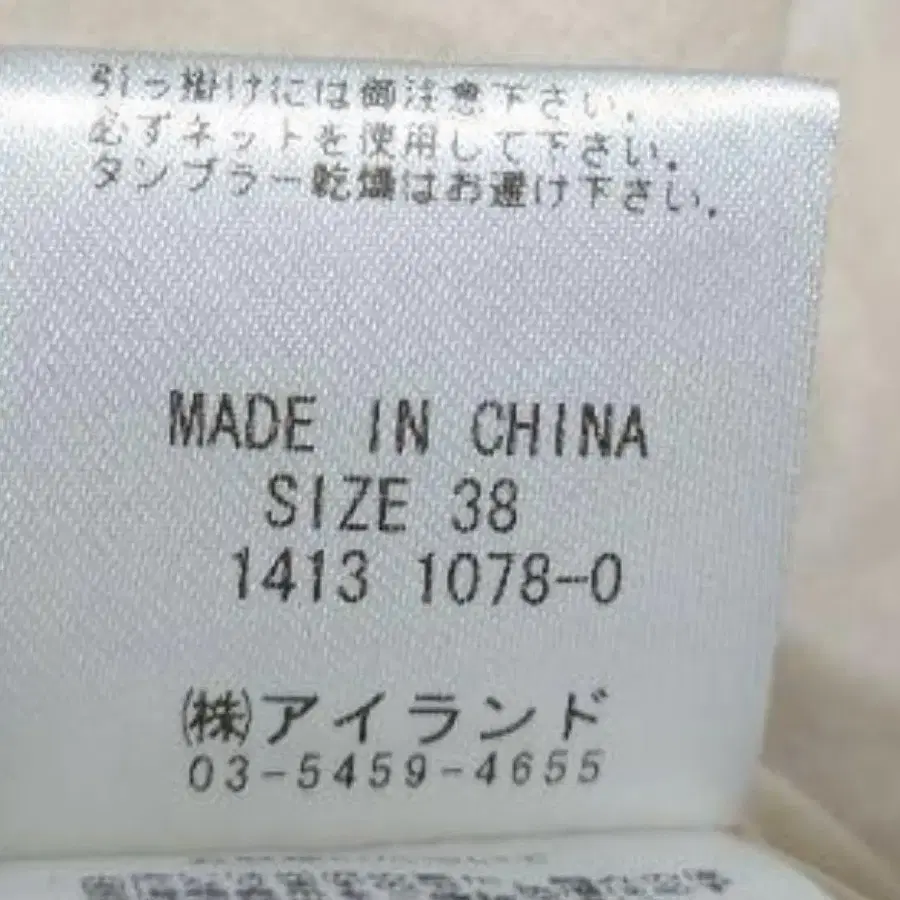 引っ掛けには御注意下さい.
必ずネットを使用して下さい.
タンブラー乾燥はお避け下さい.
MADE IN CHINA
SIZE 38
1413 1078-0
㈱アイランド
03-5459-4655